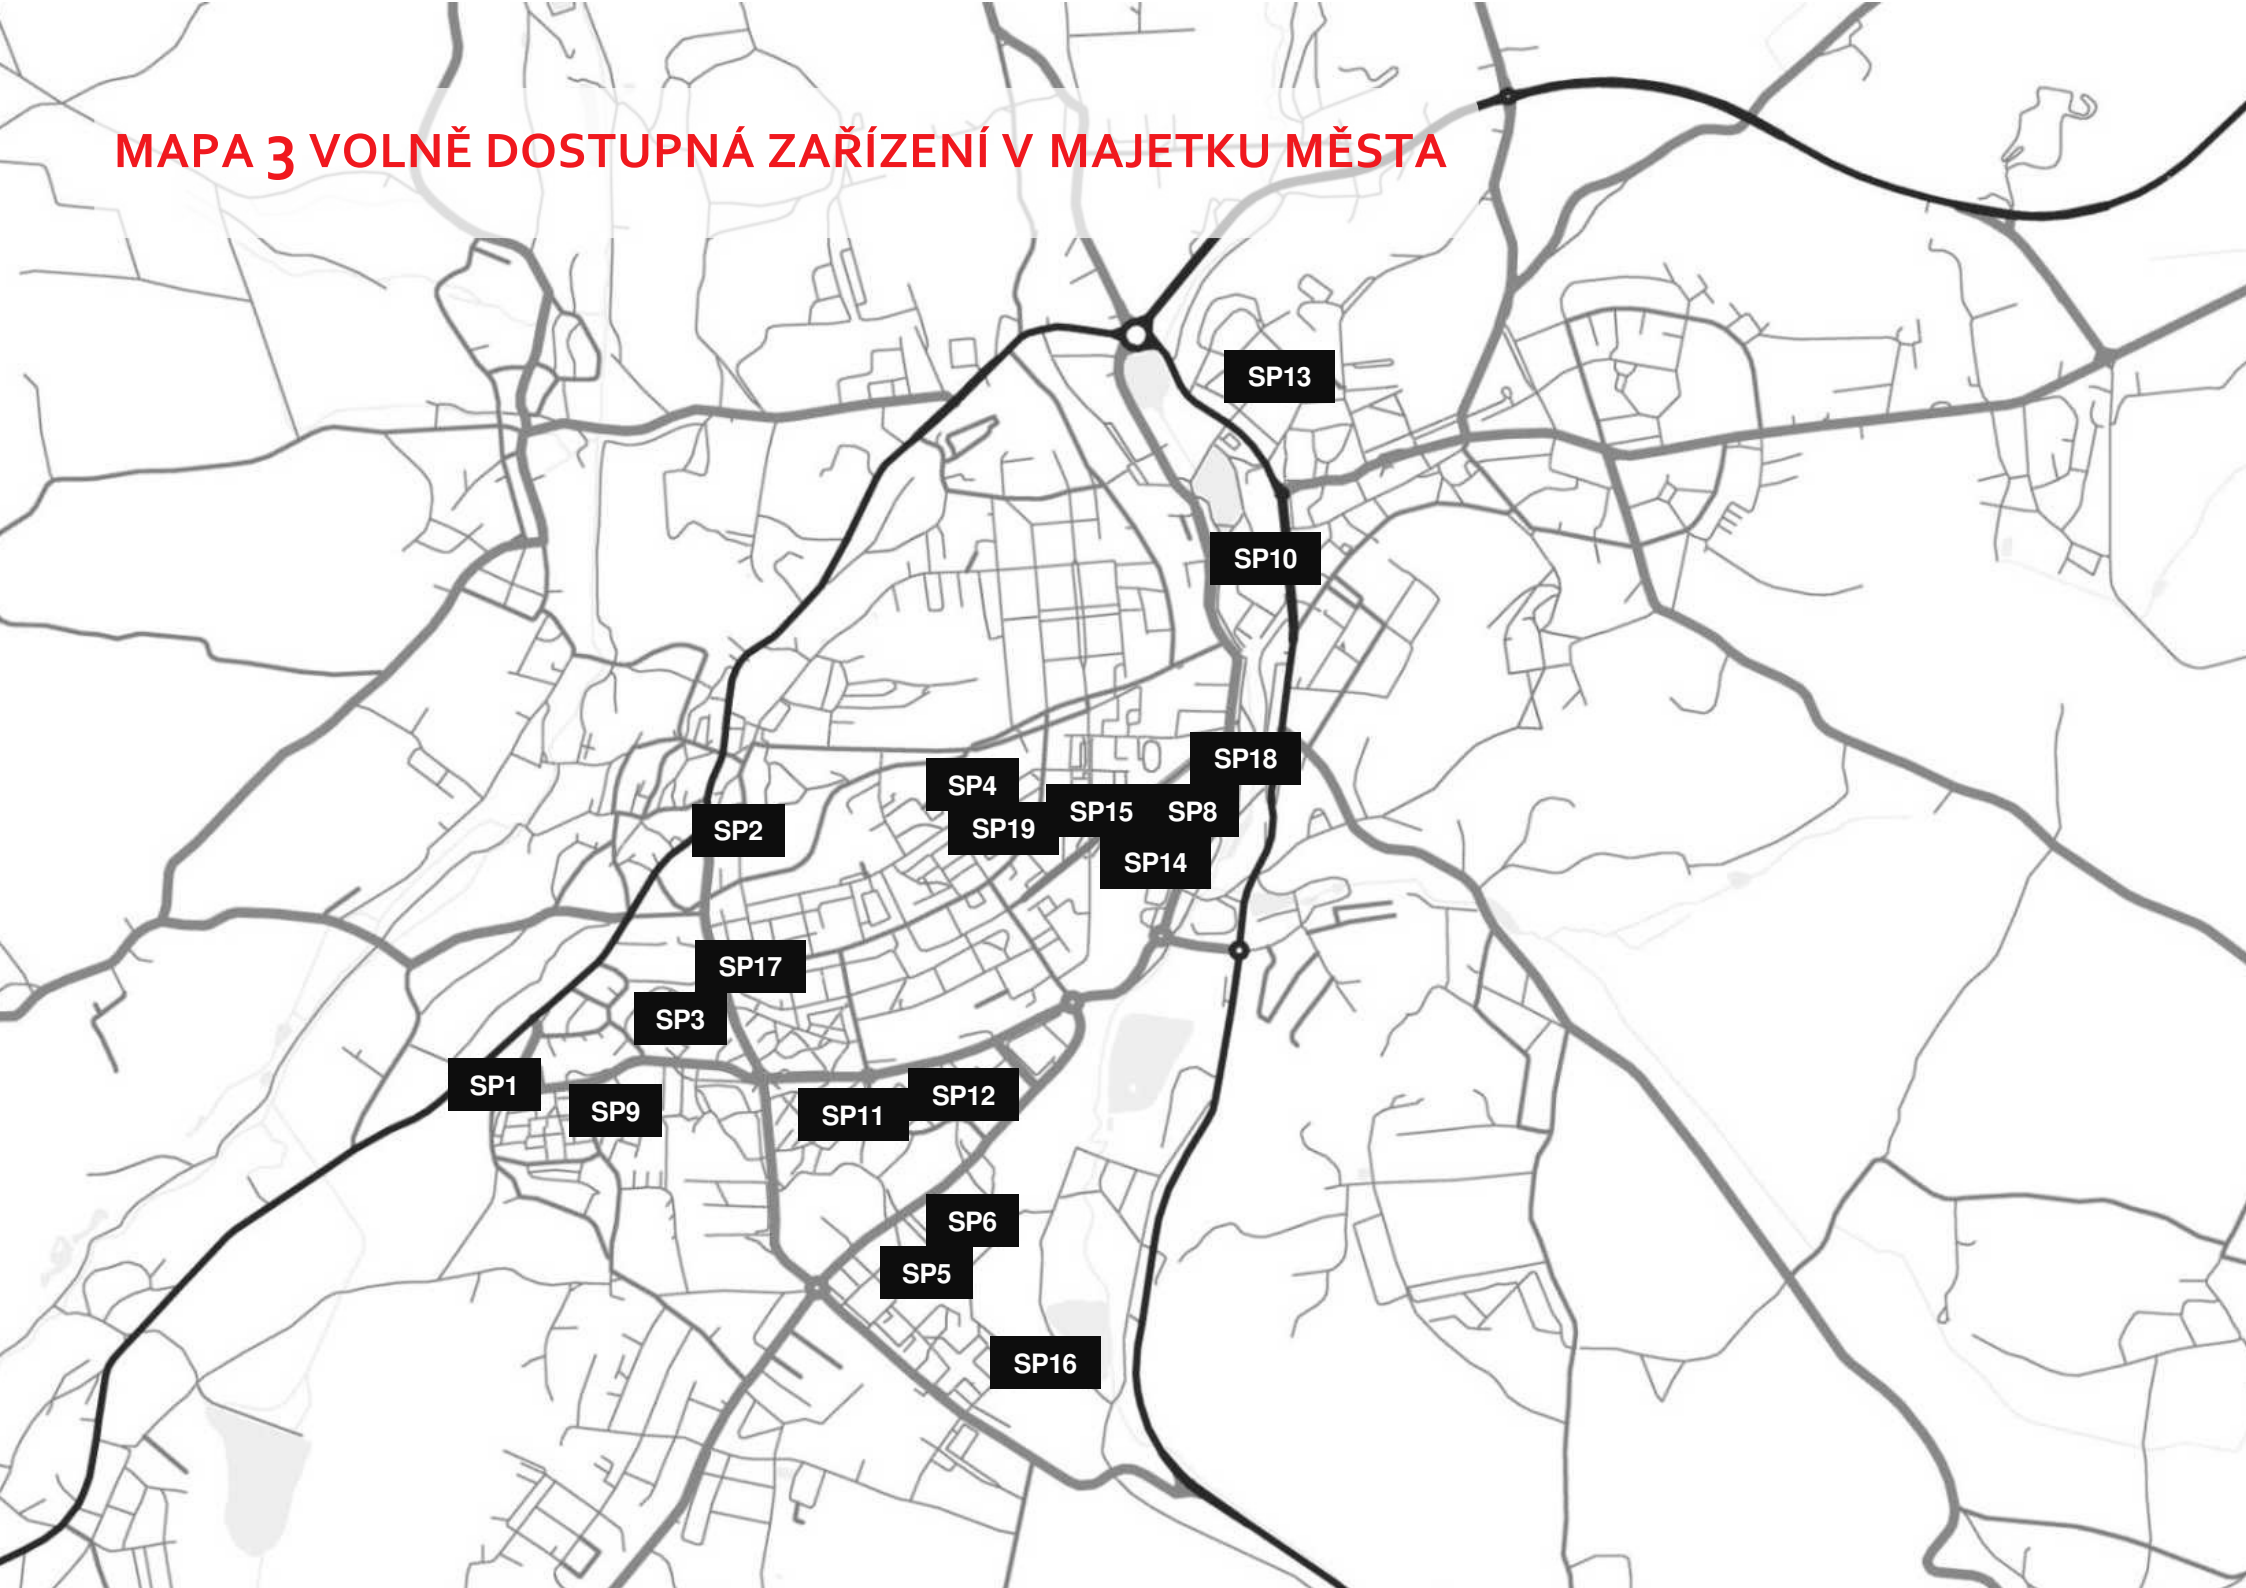 MAPA 3 VOLNĚ DOSTUPNÁ ZAŘÍZENÍ V MAJETKU MĚSTA
SP13
SP10
SP18
SP4
SP15
SP8
SP19
SP2
SP14
SP17
SP3
SP1
SP12
SP9
SP11
SP6
SP5
SP16